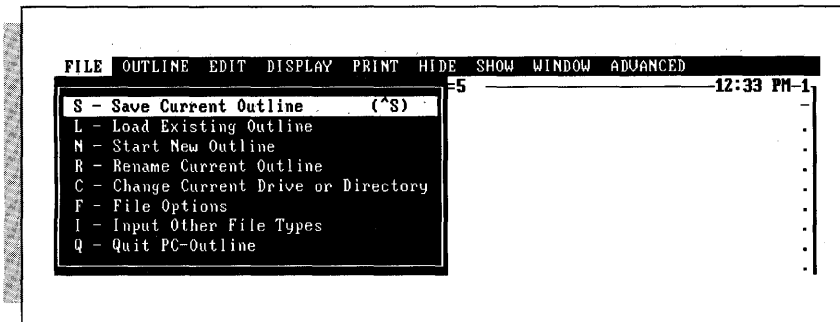 FILE OUTLINE EDIT DISPLAY PRINT HIDE SHOW WINDOW ADVANCED
=5 12:33 PM-1
S - Save Current Outline (^S)
L - Load Existing Outline
N - Start New Outline
R - Rename Current Outline
C - Change Current Drive or Directory
F - File Options
I - Input Other File Types
Q - Quit PC-Outline